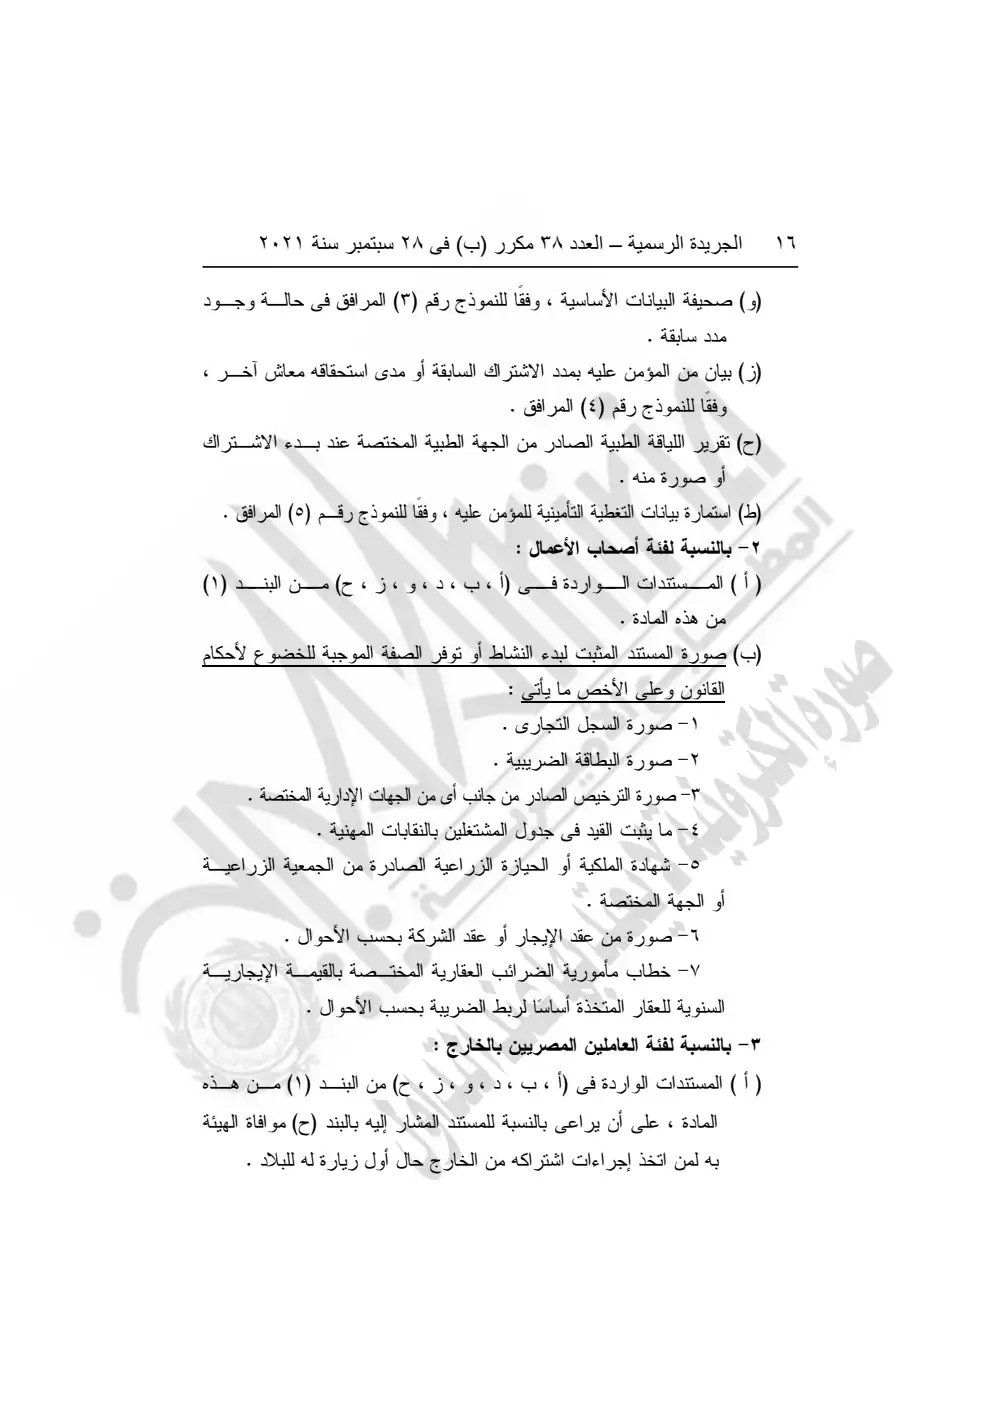 ١٦ الجريدة الرسمية – العدد ٣٨ مكرر (ب) فى ٢٨ سبتمبر سنة ٢٠٢١
(و) صحيفة البيانات الأساسية ، وفقًا للنموذج رقم (٣) المرافق فى حالة وجود
مدد سابقة .
(ز) بيان من المؤمن عليه بمدد الاشتراك السابقة أو مدى استحقاقه معاش آخر ،
وفقًا للنموذج رقم (٤) المرافق .
(ح) تقرير اللياقة الطبية الصادر من الجهة الطبية المختصة عند بدء الاشتراك
أو صورة منه .
(ط) استمارة بيانات التغطية التأمينية للمؤمن عليه ، وفقًا للنموذج رقم (٥) المرافق .
٢- بالنسبة لفئة أصحاب الأعمال :
( أ ) المستندات الواردة فى (أ ، ب ، د ، و ، ز ، ح) من البند (١)
من هذه المادة .
(ب) صورة المستند المثبت لبدء النشاط أو توفر الصفة الموجبة للخضوع لأحكام
القانون وعلى الأخص ما يأتى :
١- صورة السجل التجارى .
٢- صورة البطاقة الضريبية .
٣- صورة الترخيص الصادر من جانب أى من الجهات الإدارية المختصة .
٤- ما يثبت القيد فى جدول المشتغلين بالنقابات المهنية .
٥- شهادة الملكية أو الحيازة الزراعية الصادرة من الجمعية الزراعية
أو الجهة المختصة .
٦- صورة من عقد الإيجار أو عقد الشركة بحسب الأحوال .
٧- خطاب مأمورية الضرائب العقارية المختصة بالقيمة الإيجارية
السنوية للعقار المتخذة أساسًا لربط الضريبة بحسب الأحوال .
٣- بالنسبة لفئة العاملين المصريين بالخارج :
( أ ) المستندات الواردة فى (أ ، ب ، د ، و ، ز ، ح) من البند (١) من هذه
المادة ، على أن يراعى بالنسبة للمستند المشار إليه بالبند (ح) موافاة الهيئة
به لمن اتخذ إجراءات اشتراكه من الخارج حال أول زيارة له للبلاد .
صورة إلكترونية لا يعتد بها عند التداول